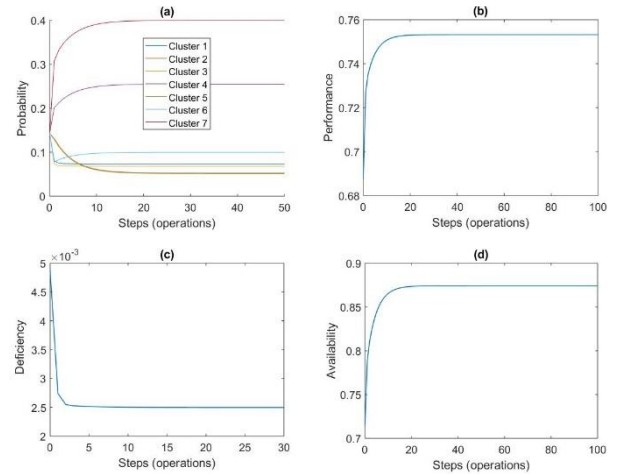 (a)
0.4
0.3
0.2
0.1
0
Probability
Cluster 1
Cluster 2
Cluster 3
Cluster 4
Cluster 5
Cluster 6
Cluster 7
0 10 20 30 40 50
Steps (operations)
(b)
0.76
0.74
0.72
0.7
0.68
Performance
0 20 40 60 80 100
Steps (operations)
(c)
×10⁻³
5
4.5
4
3.5
3
2.5
2
Deficiency
0 5 10 15 20 25 30
Steps (operations)
(d)
0.9
0.85
0.8
0.75
0.7
Availability
0 20 40 60 80 100
Steps (operations)